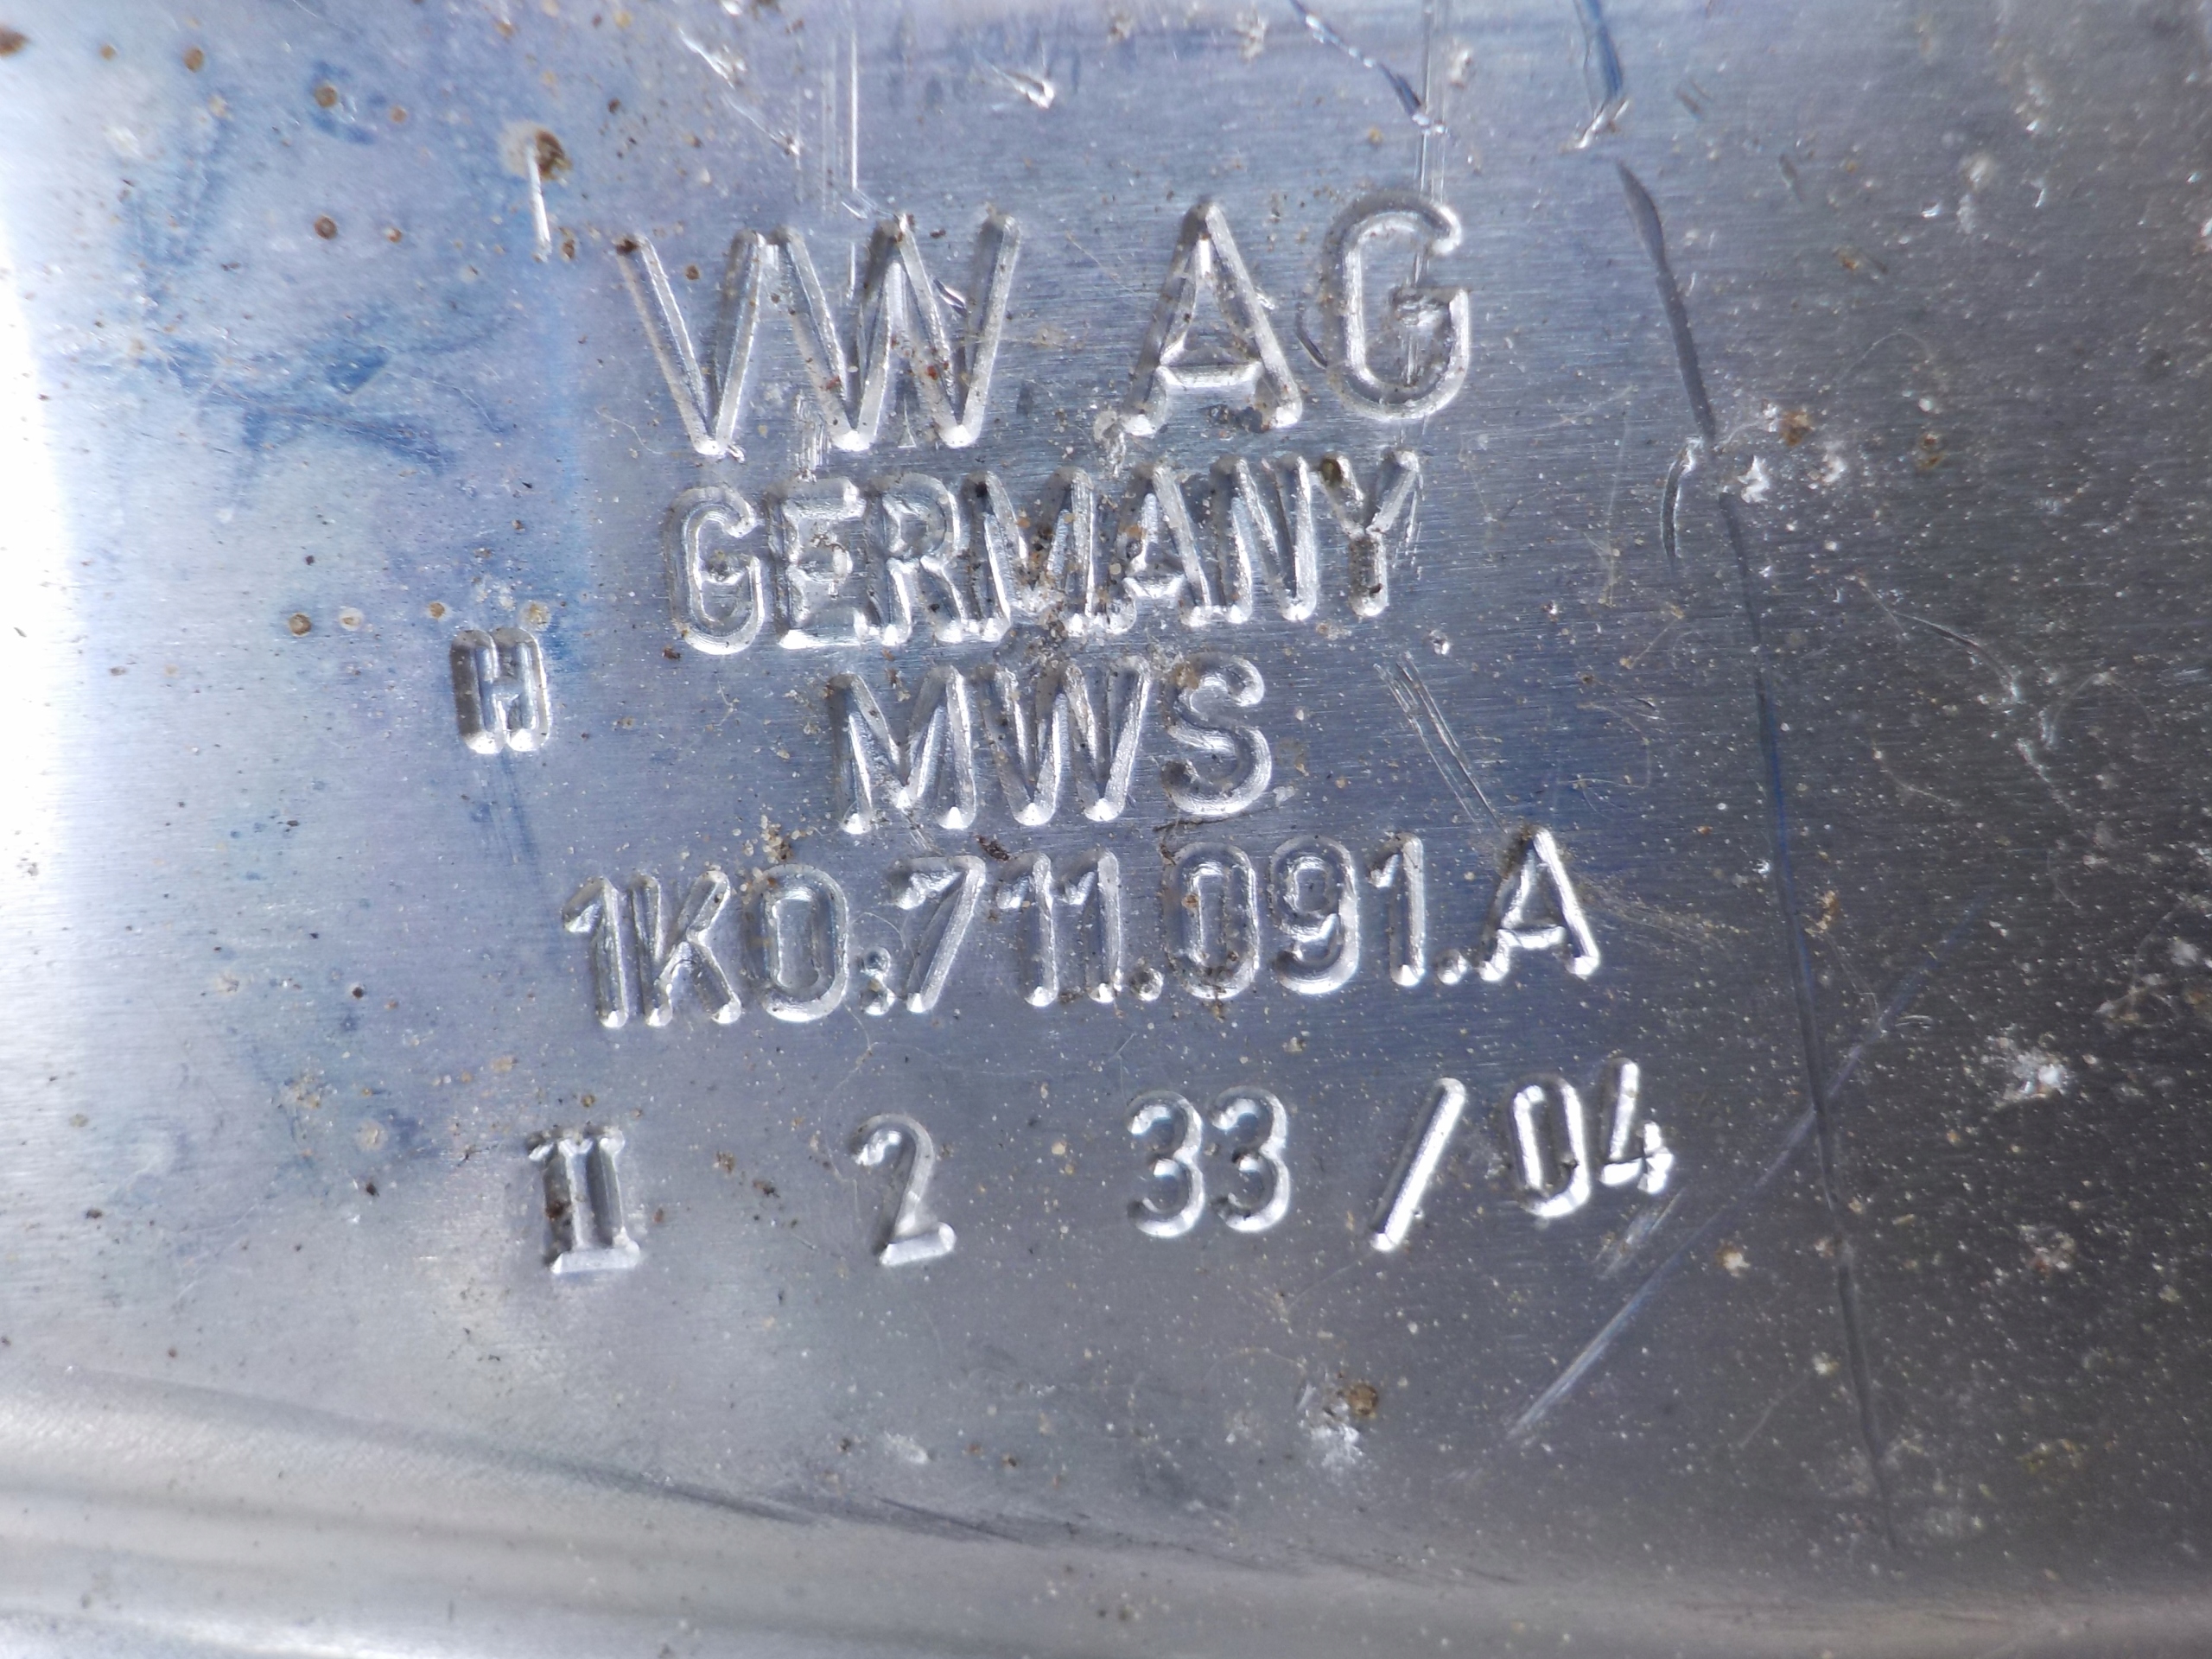 VW AG
GERMANY
H
MWS
1K0.711.091.A
II 2 33/04